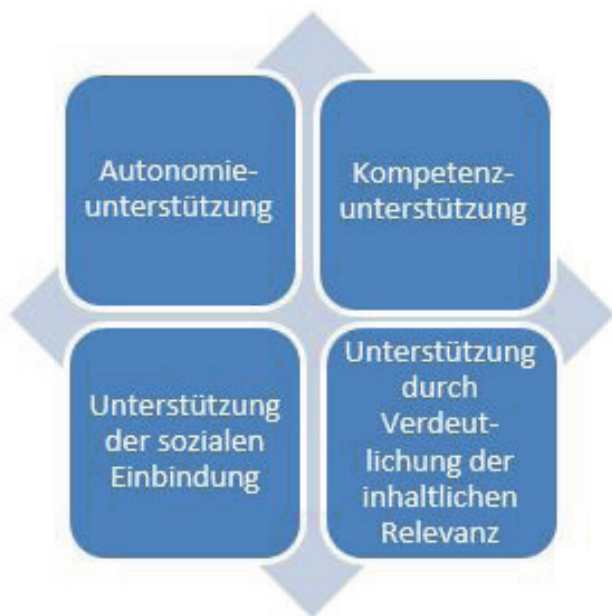 Autonomie-
unterstützung
Kompetenz-
unterstützung
Unterstützung
der sozialen
Einbindung
Unterstützung
durch
Verdeut-
lichung der
inhaltlichen
Relevanz